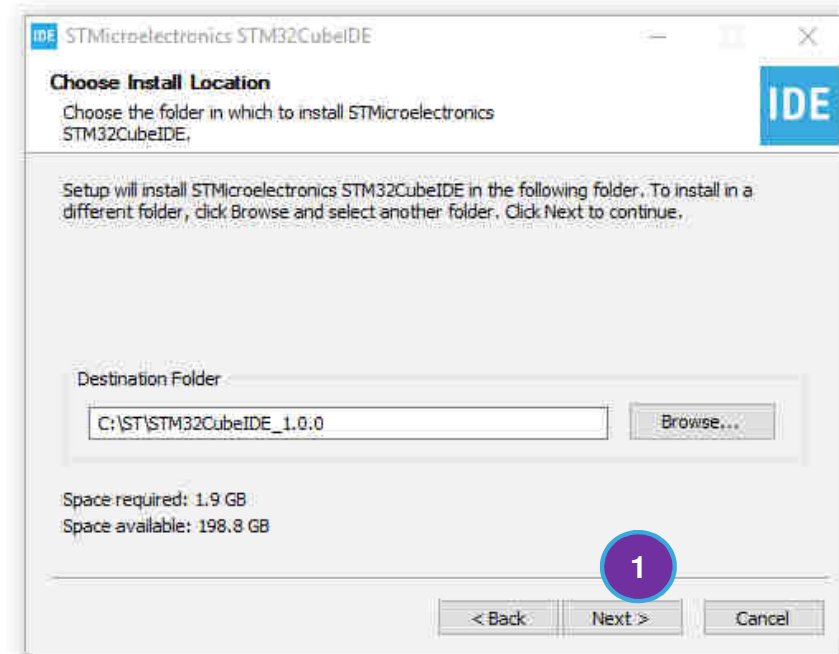 IDE STMicroelectronics STM32CubeIDE
Choose Install Location
Choose the folder in which to install STMicroelectronics
STM32CubeIDE.
IDE
Setup will install STMicroelectronics STM32CubeIDE in the following folder. To install in a
different folder, click Browse and select another folder. Click Next to continue.
Destination Folder
C:\ST\STM32CubeIDE_1.0.0
Browse...
Space required: 1.9 GB
Space available: 198.8 GB
1
< Back Next > Cancel